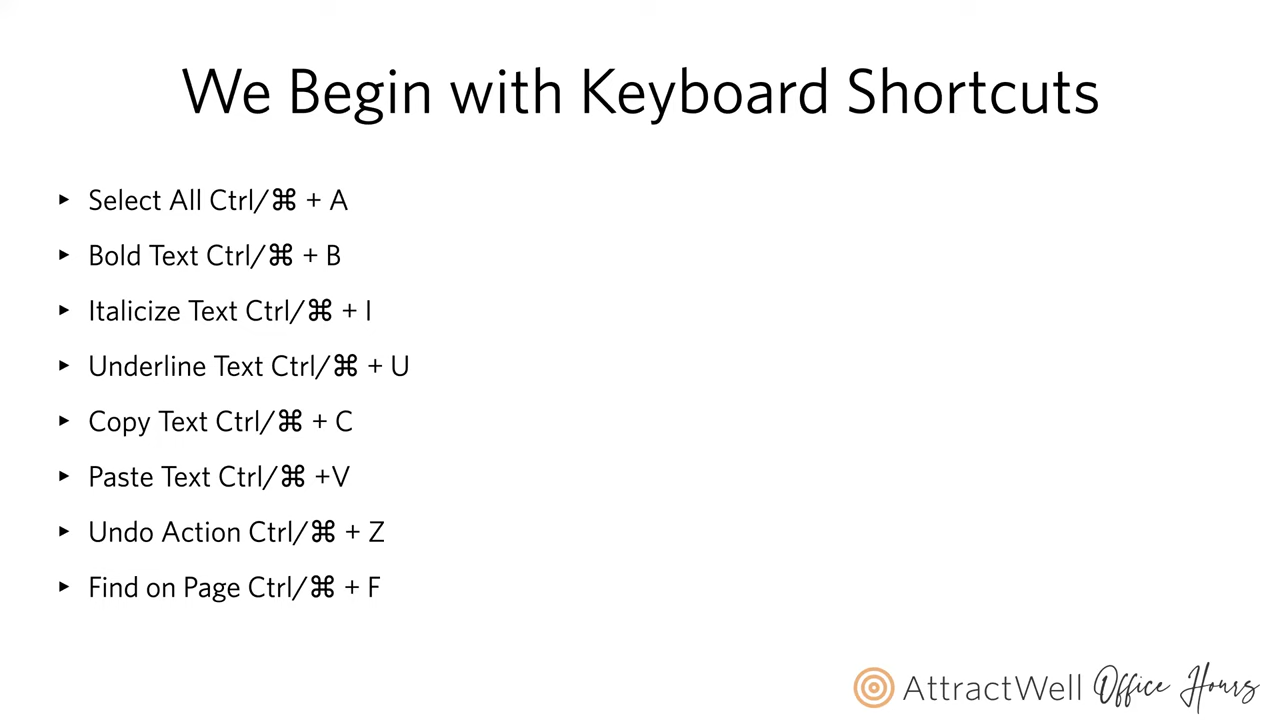 We Begin with Keyboard Shortcuts
‣ Select All Ctrl/⌘ + A
‣ Bold Text Ctrl/⌘ + B
‣ Italicize Text Ctrl/⌘ + I
‣ Underline Text Ctrl/⌘ + U
‣ Copy Text Ctrl/⌘ + C
‣ Paste Text Ctrl/⌘ +V
‣ Undo Action Ctrl/⌘ + Z
‣ Find on Page Ctrl/⌘ + F
AttractWell Office Hours